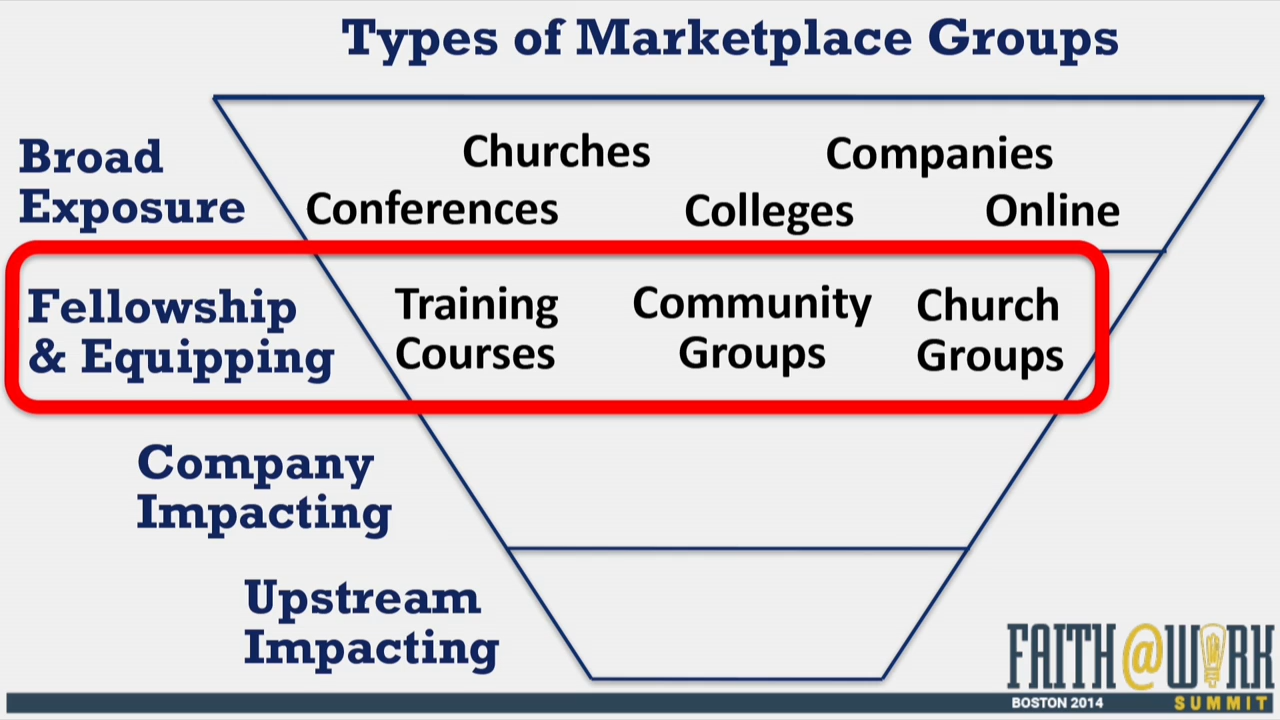 Types of Marketplace Groups
Broad
Exposure
Churches
Companies
Conferences
Colleges
Online
Fellowship
& Equipping
Training
Courses
Community
Groups
Church
Groups
Company
Impacting
Upstream
Impacting
FAITH@WORK
BOSTON 2014
SUMMIT